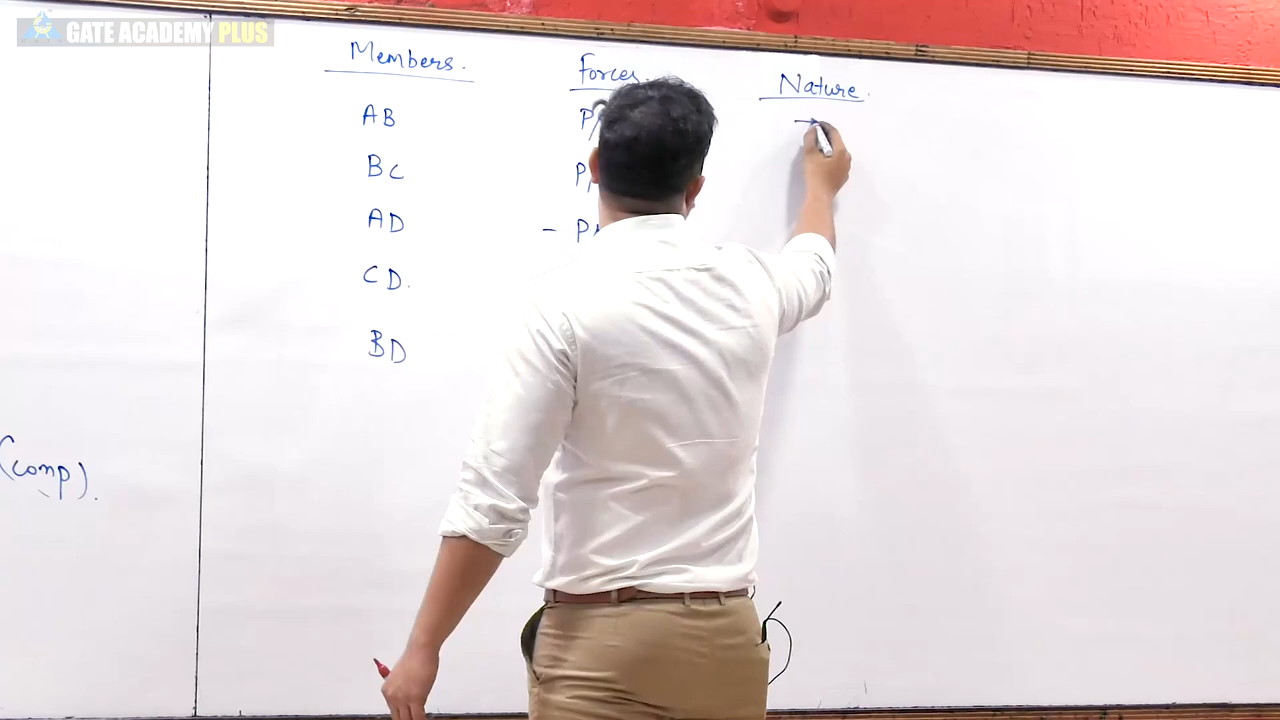 GATE ACADEMY PLUS
Members. Forces. Nature.
AB
BC
AD
CD.
BD
(comp).